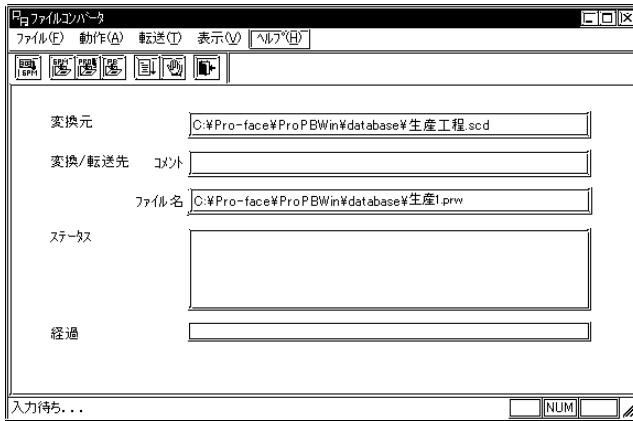 ファイルコンバータ
ファイル(F) 動作(A) 転送(T) 表示(V) ヘルプ(H)
変換元 C:¥Pro-face¥ProPBWin¥database¥生産工程.scd
変換/転送先 コメント
ファイル名 C:¥Pro-face¥ProPBWin¥database¥生産1.prw
ステータス
経過
入力待ち... NUM